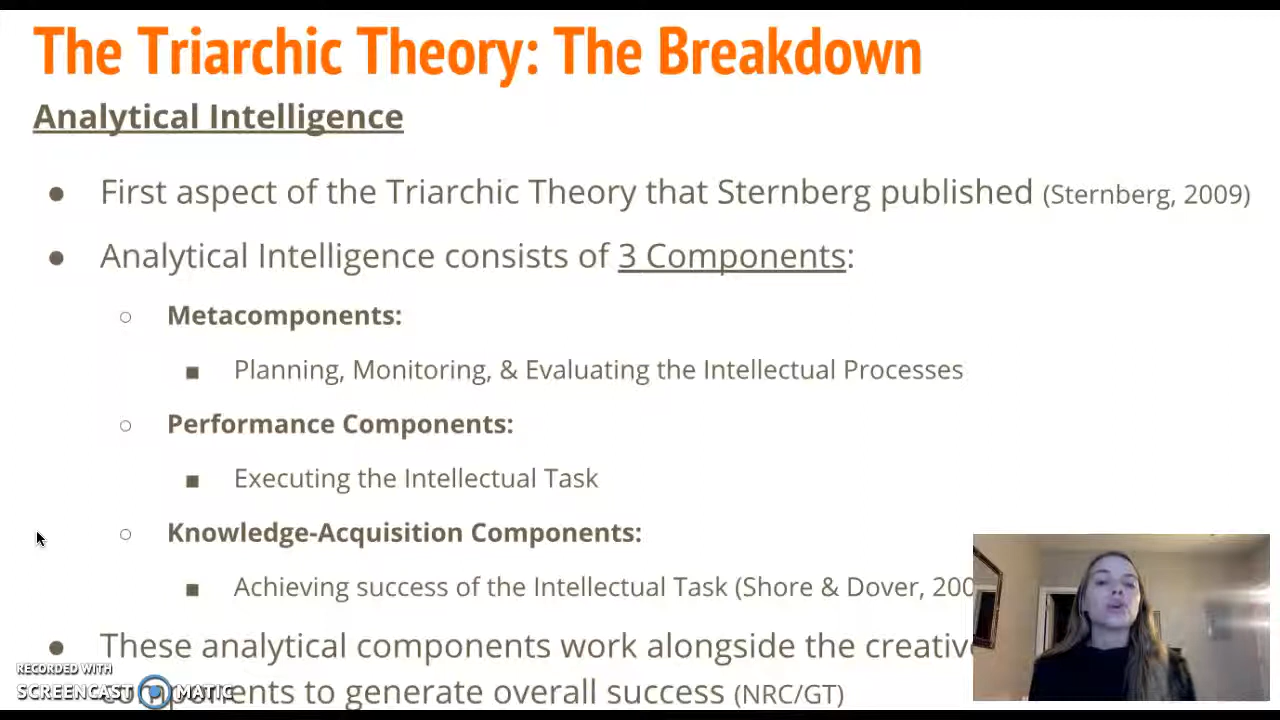 The Triarchic Theory: The Breakdown
Analytical Intelligence
● First aspect of the Triarchic Theory that Sternberg published (Sternberg, 2009)
● Analytical Intelligence consists of 3 Components:
○ Metacomponents:
■ Planning, Monitoring, & Evaluating the Intellectual Processes
○ Performance Components:
■ Executing the Intellectual Task
○ Knowledge-Acquisition Components:
■ Achieving success of the Intellectual Task (Shore & Dover, 200
● These analytical components work alongside the creative
to generate overall success (NRC/GT)
RECORDED WITH
SCREENCAST MATIC